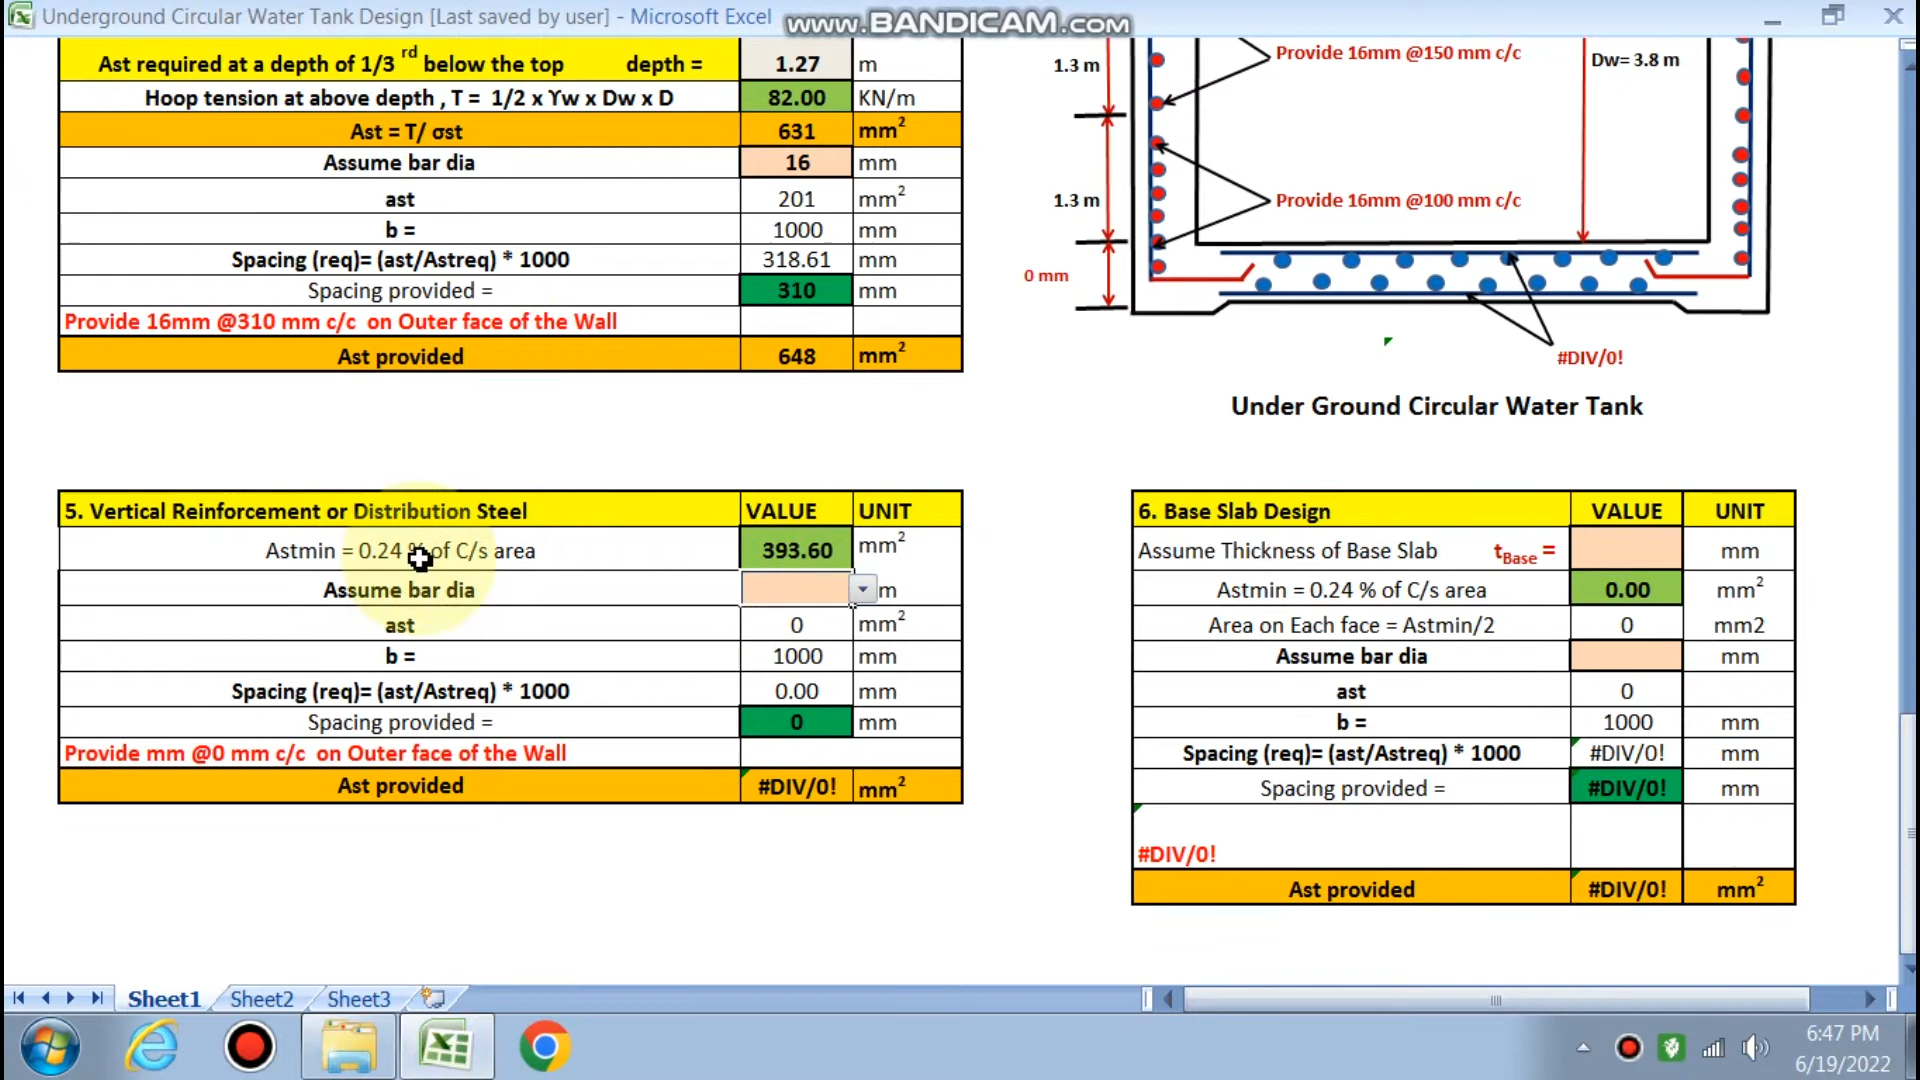 Underground Circular Water Tank Design [Last saved by user] - Microsoft Excel
www.BANDICAM.com
Ast required at a depth of 1/3 rd below the top depth = 1.27 m
Hoop tension at above depth , T = 1/2 x ϒw x Dw x D 82.00 KN/m
Ast = T/ σst 631 mm²
Assume bar dia 16 mm
ast 201 mm²
b = 1000 mm
Spacing (req)= (ast/Astreq) * 1000 318.61 mm
Spacing provided = 310 mm
Provide 16mm @310 mm c/c on Outer face of the Wall
Ast provided 648 mm²
1.3 m
Provide 16mm @150 mm c/c
Dw= 3.8 m
1.3 m
Provide 16mm @100 mm c/c
0 mm
#DIV/0!
Under Ground Circular Water Tank
5. Vertical Reinforcement or Distribution Steel VALUE UNIT
Astmin = 0.24 % of C/s area 393.60 mm²
Assume bar dia m
ast 0 mm²
b = 1000 mm
Spacing (req)= (ast/Astreq) * 1000 0.00 mm
Spacing provided = 0 mm
Provide mm @0 mm c/c on Outer face of the Wall
Ast provided #DIV/0! mm²
6. Base Slab Design VALUE UNIT
Assume Thickness of Base Slab tBase = mm
Astmin = 0.24 % of C/s area 0.00 mm²
Area on Each face = Astmin/2 0 mm2
Assume bar dia mm
ast 0
b = 1000 mm
Spacing (req)= (ast/Astreq) * 1000 #DIV/0! mm
Spacing provided = #DIV/0! mm
#DIV/0!
Ast provided #DIV/0! mm²
Sheet1 Sheet2 Sheet3
6:47 PM
6/19/2022